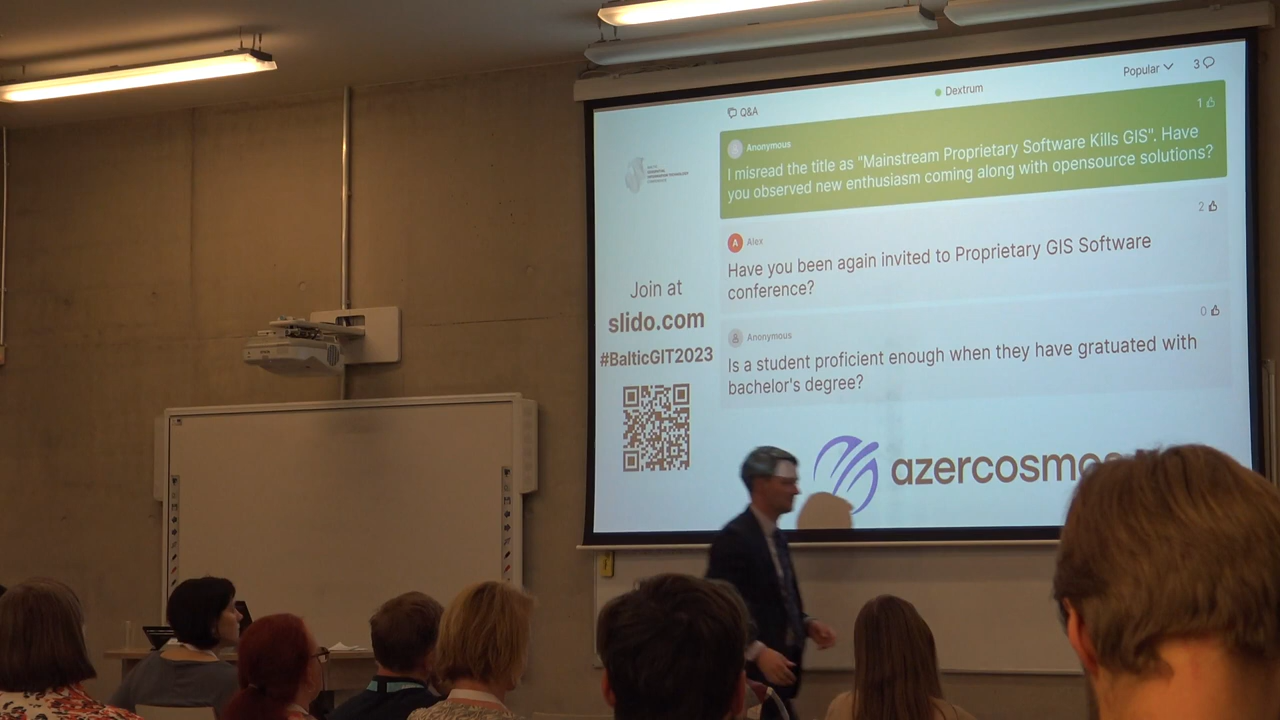 Popular
3
Dextrum
Q&A
1
Anonymous
I misread the title as "Mainstream Proprietary Software Kills GIS". Have
you observed new enthusiasm coming along with opensource solutions?
2
A
Alex
Have you been again invited to Proprietary GIS Software
conference?
0
Anonymous
Is a student proficient enough when they have gratuated with
bachelor's degree?
Join at
slido.com
#BalticGIT2023